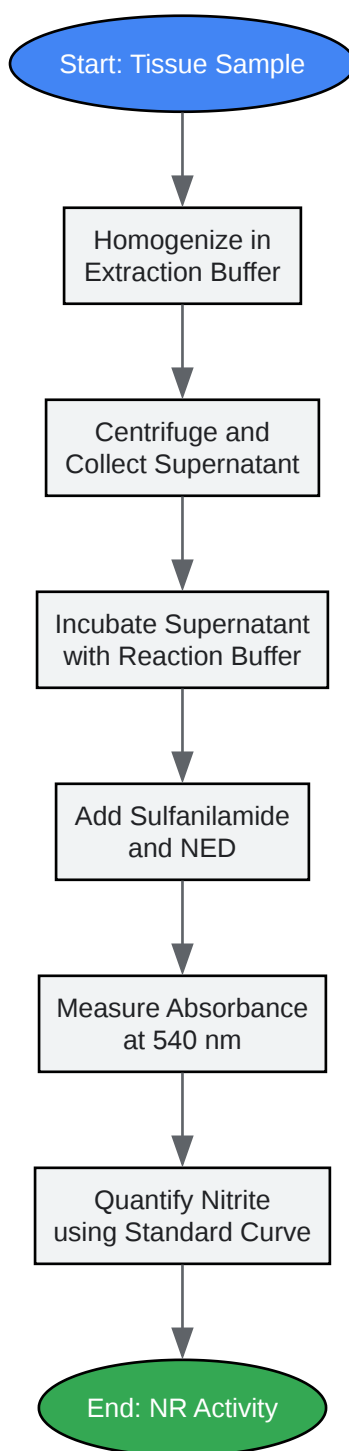 Start: Tissue Sample
Homogenize in
Extraction Buffer
Centrifuge and
Collect Supernatant
Incubate Supernatant
with Reaction Buffer
Add Sulfanilamide
and NED
Measure Absorbance
at 540 nm
Quantify Nitrite
using Standard Curve
End: NR Activity